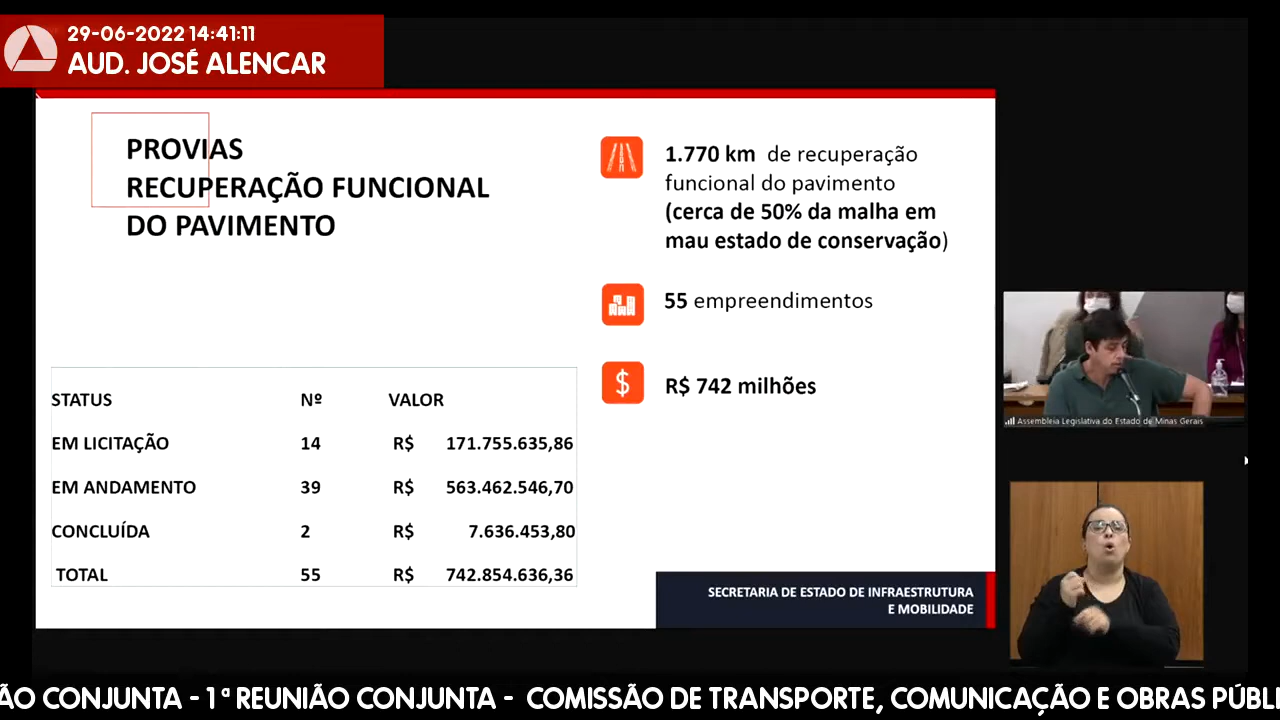 29-06-2022 14:41:11
AUD. JOSÉ ALENCAR
PROVIAS
RECUPERAÇÃO FUNCIONAL
DO PAVIMENTO
1.770 km de recuperação
funcional do pavimento
(cerca de 50% da malha em
mau estado de conservação)
55 empreendimentos
R$ 742 milhões
STATUS Nº VALOR
EM LICITAÇÃO 14 R$ 171.755.635,86
EM ANDAMENTO 39 R$ 563.462.546,70
CONCLUÍDA 2 R$ 7.636.453,80
TOTAL 55 R$ 742.854.636,36
SECRETARIA DE ESTADO DE INFRAESTRUTURA
E MOBILIDADE
Assembleia Legislativa do Estado de Minas Gerais
ÃO CONJUNTA - 1ª REUNIÃO CONJUNTA - COMISSÃO DE TRANSPORTE, COMUNICAÇÃO E OBRAS PÚBLI